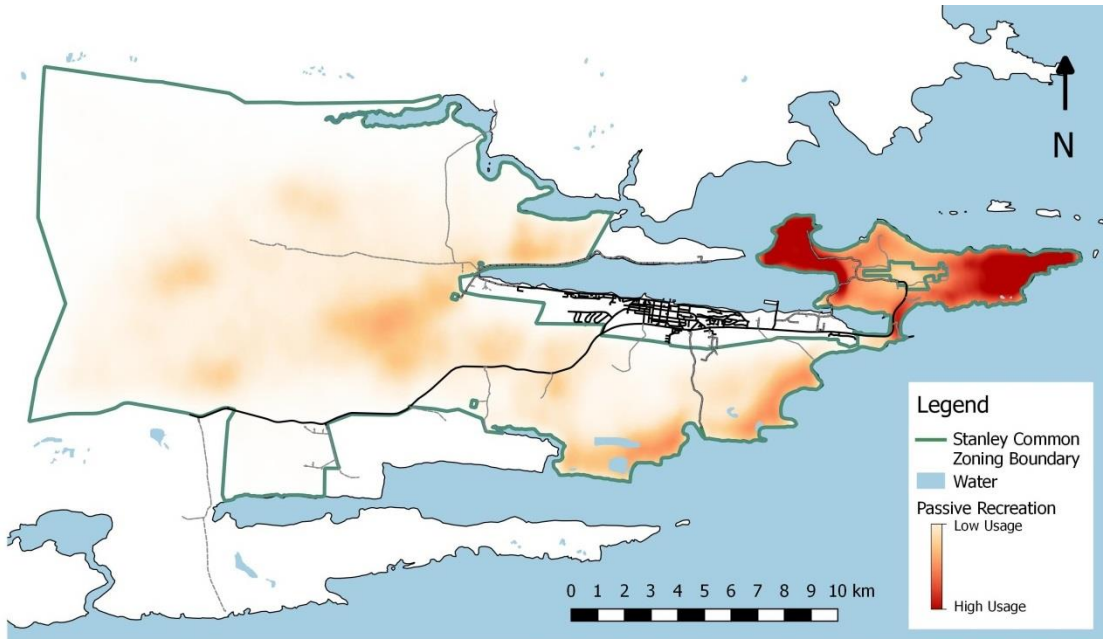 N
Legend
Stanley Common
Zoning Boundary
Water
Passive Recreation
Low Usage
High Usage
0 1 2 3 4 5 6 7 8 9 10 km